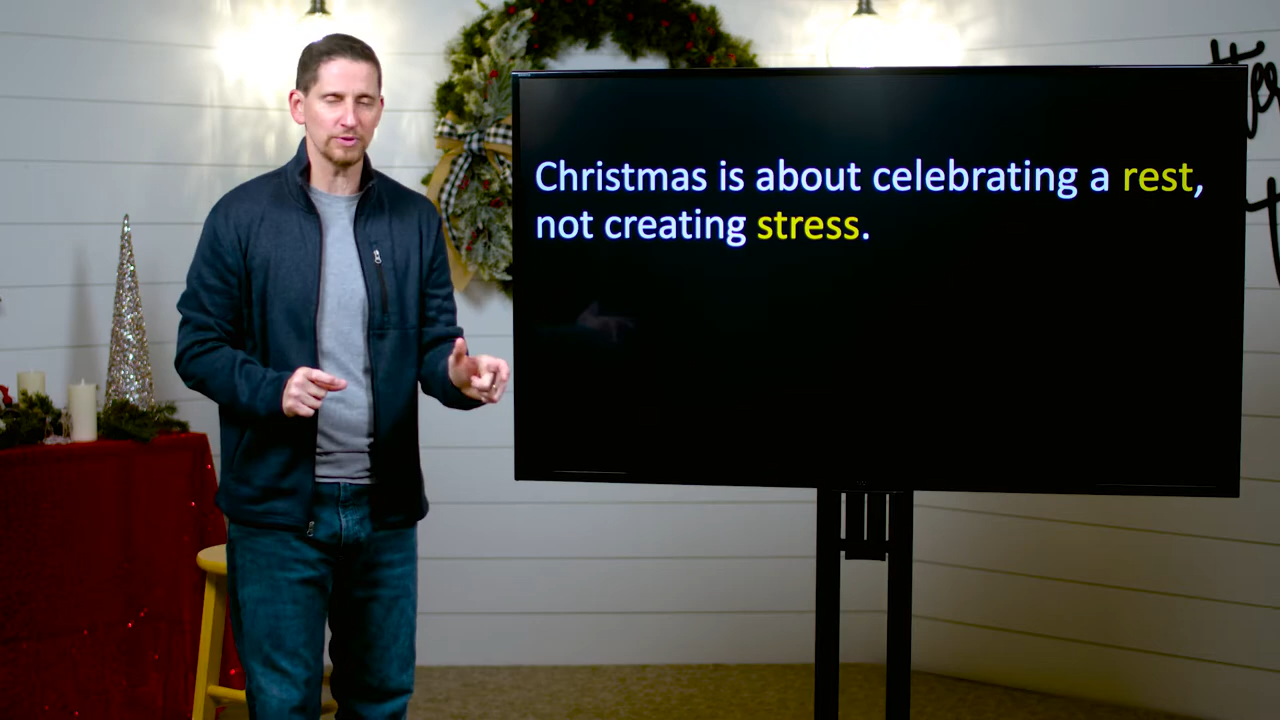 Christmas is about celebrating a rest,
not creating stress.